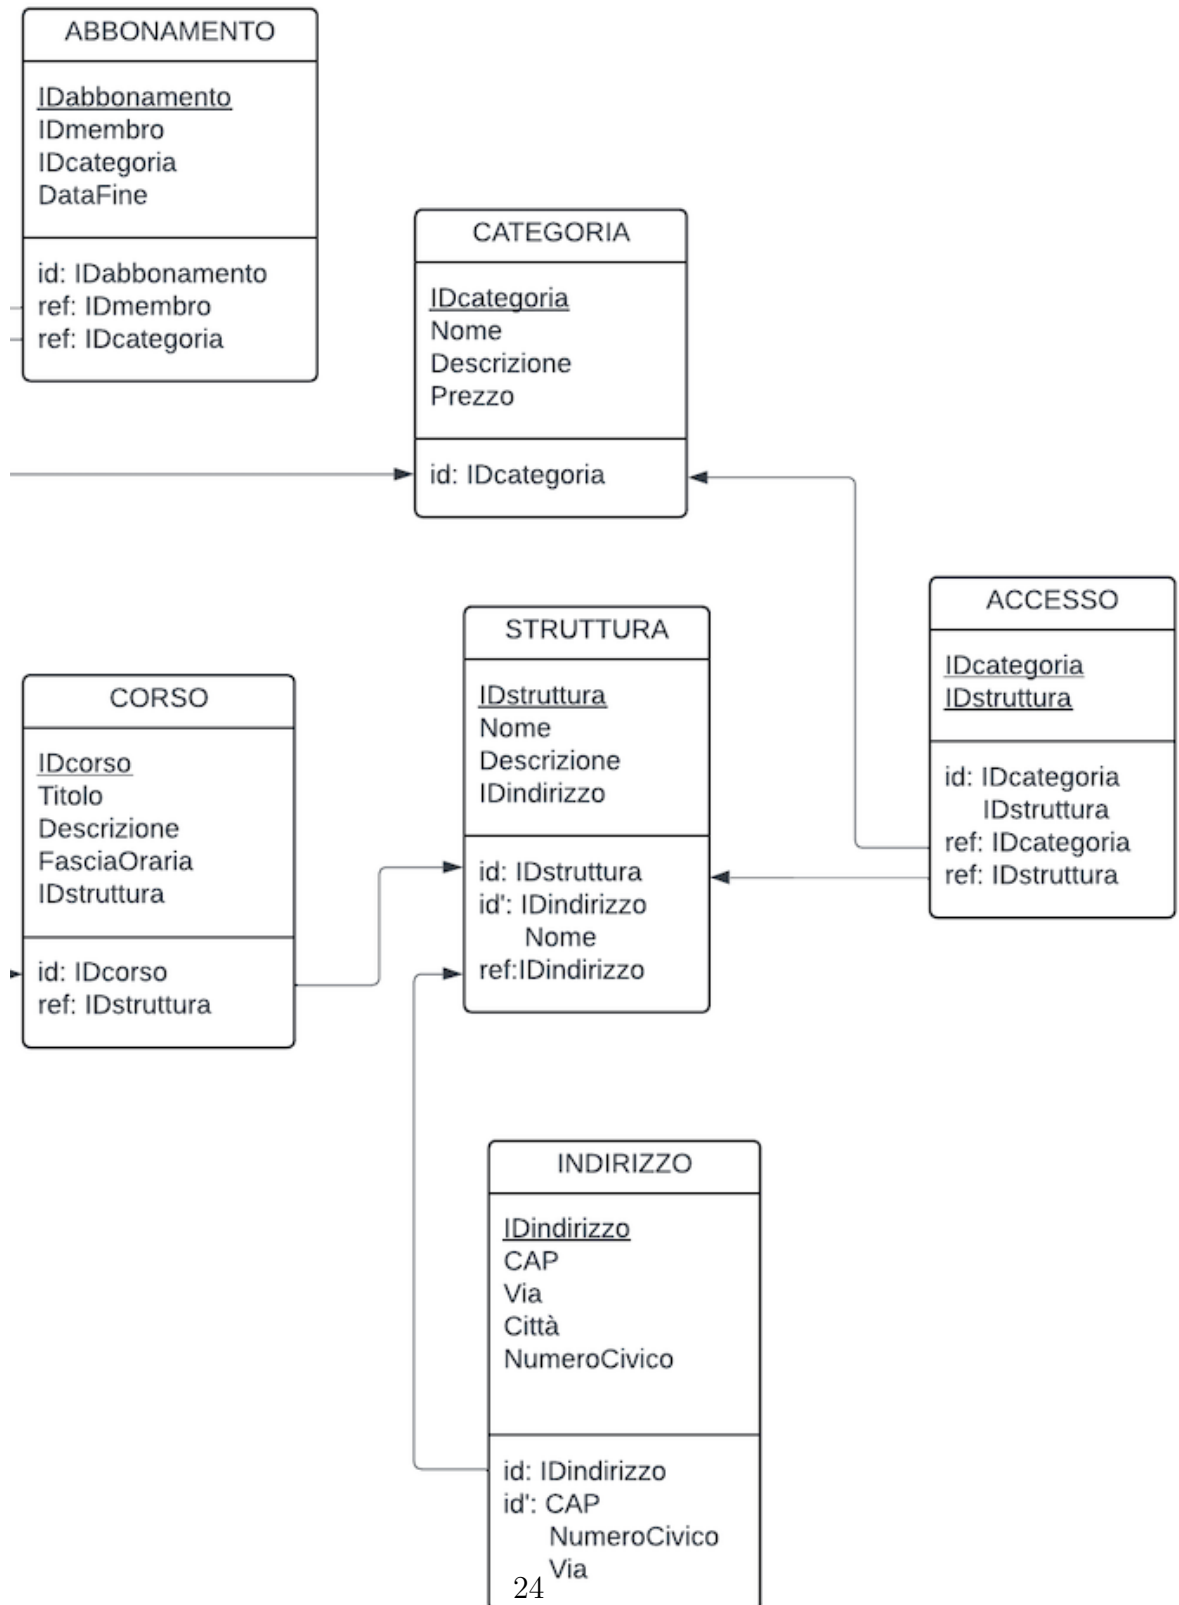 ABBONAMENTO
IDabbonamento
IDmembro
IDcategoria
DataFine
id: IDabbonamento
ref: IDmembro
ref: IDcategoria
CATEGORIA
IDcategoria
Nome
Descrizione
Prezzo
id: IDcategoria
ACCESSO
IDcategoria
IDstruttura
id: IDcategoria
IDstruttura
ref: IDcategoria
ref: IDstruttura
STRUTTURA
IDstruttura
Nome
Descrizione
IDindirizzo
id: IDstruttura
id': IDindirizzo
Nome
ref:IDindirizzo
CORSO
IDcorso
Titolo
Descrizione
FasciaOraria
IDstruttura
id: IDcorso
ref: IDstruttura
INDIRIZZO
IDindirizzo
CAP
Via
Città
NumeroCivico
id: IDindirizzo
id': CAP
NumeroCivico
Via
24